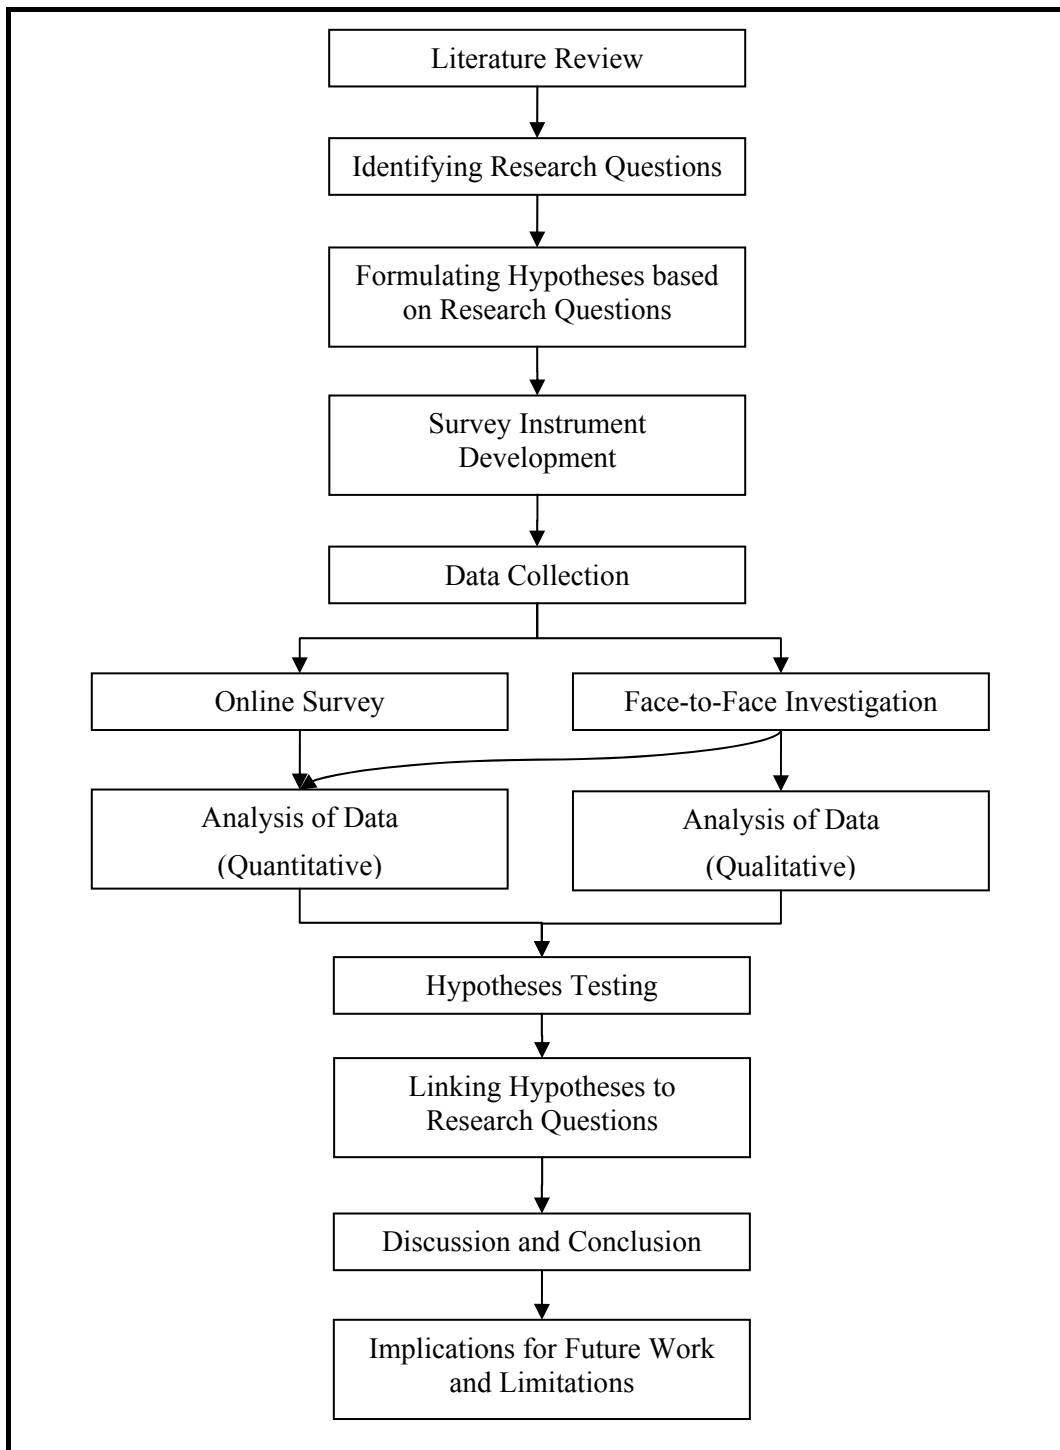 Literature Review
Identifying Research Questions
Formulating Hypotheses based
on Research Questions
Survey Instrument
Development
Data Collection
Online Survey
Face-to-Face Investigation
Analysis of Data
(Quantitative)
Analysis of Data
(Qualitative)
Hypotheses Testing
Linking Hypotheses to
Research Questions
Discussion and Conclusion
Implications for Future Work
and Limitations